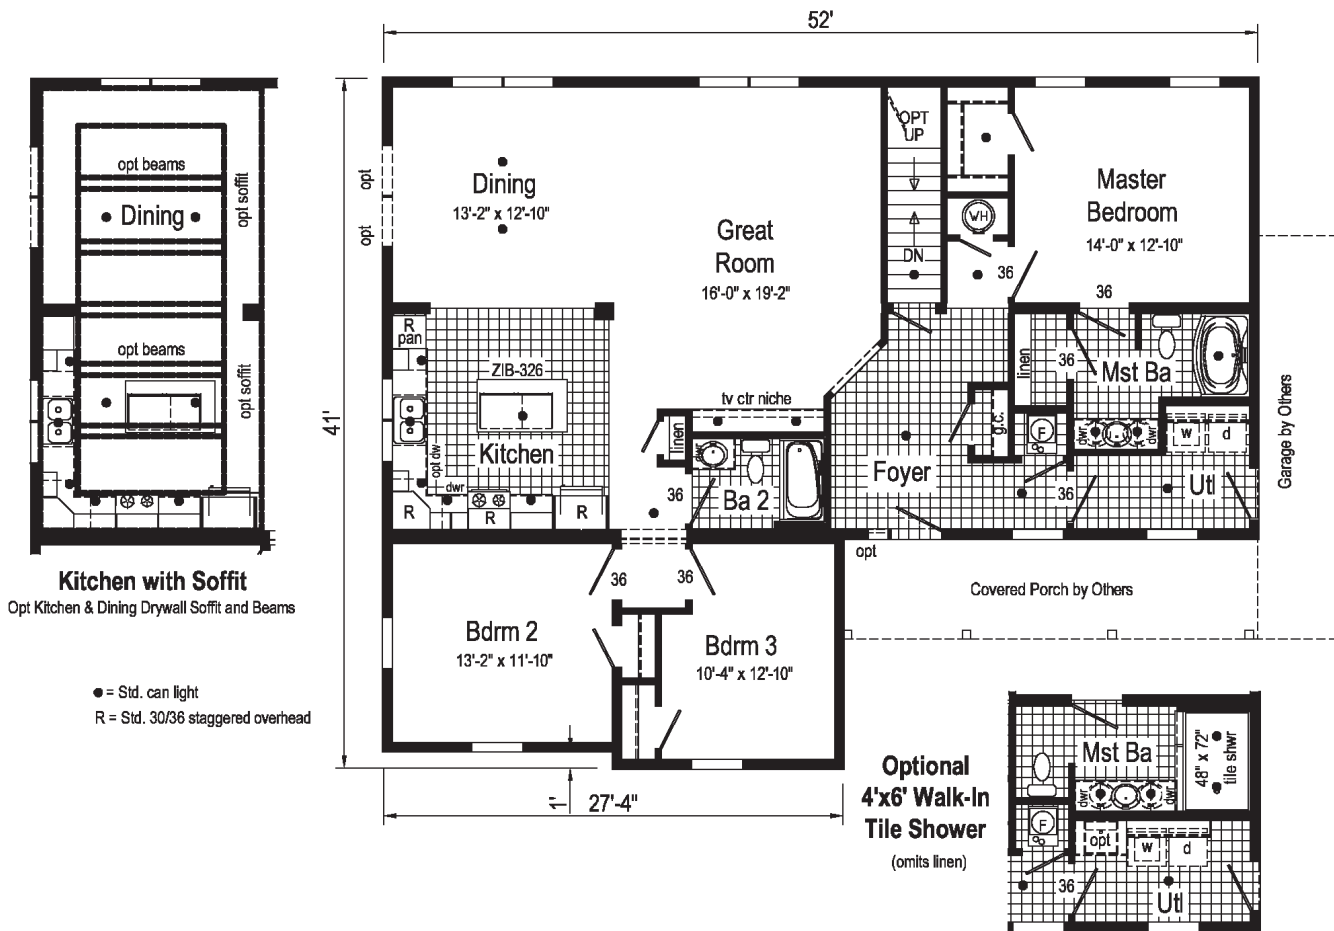 52'
opt beams
Dining
opt soffit
opt beams
opt soffit
Kitchen with Soffit
Opt Kitchen & Dining Drywall Soffit and Beams
= Std. can light
R = Std. 30/36 staggered overhead
41'
opt
opt
Dining
13'-2" x 12'-10"
Great
Room
16'-0" x 19'-2"
OPT
UP
DN
WH
36
Master
Bedroom
14'-0" x 12'-10"
36
R
pan
ZIB-326
Kitchen
opt dw
dwr
R
R
R
tv ctr niche
linen
dwr
36
Ba 2
Foyer
g.c.
linen
36
Mst Ba
F
dwr
dwr
w
d
36
Utl
Garage by Others
opt
Covered Porch by Others
36
36
Bdrm 2
13'-2" x 11'-10"
Bdrm 3
10'-4" x 12'-10"
1'
27'-4"
Optional
4'x6' Walk-In
Tile Shower
(omits linen)
Mst Ba
48" x 72"
tile shwr
dwr
dwr
F
opt
w
d
36
Utl